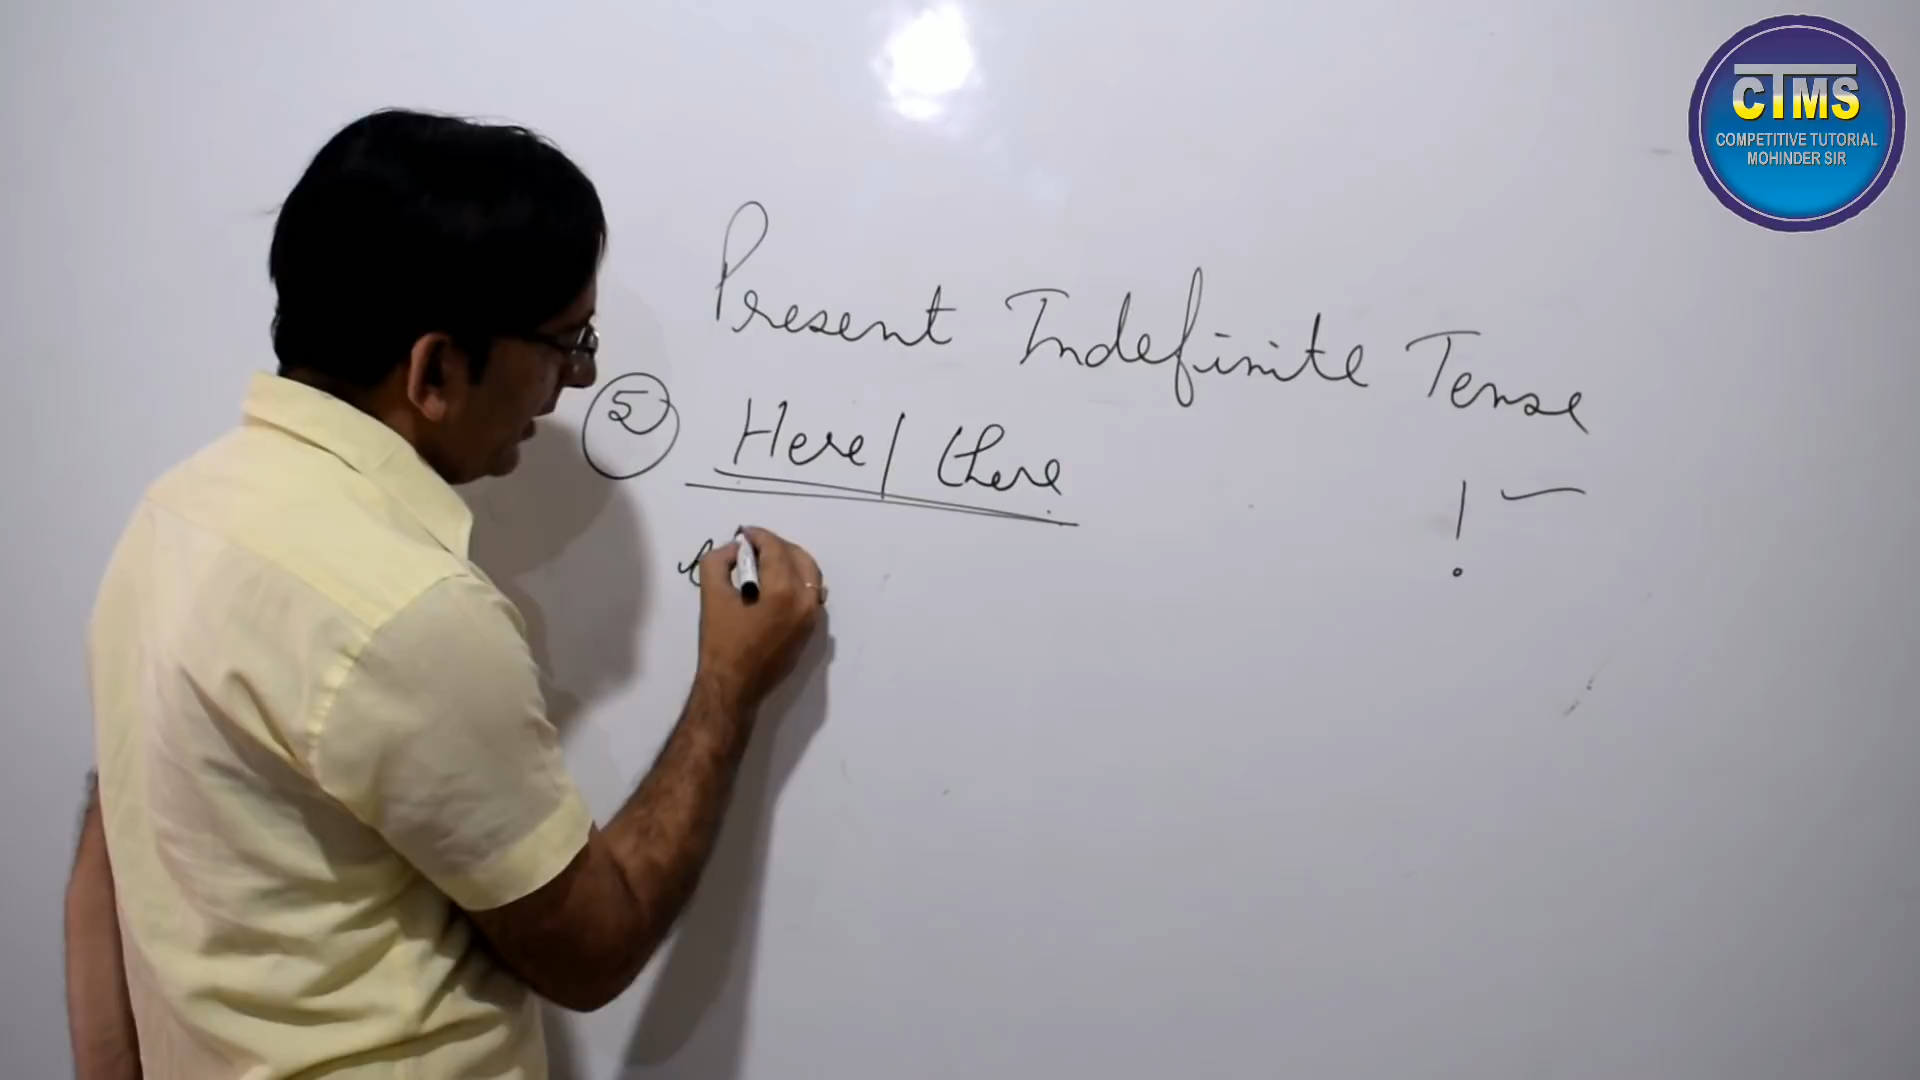 CTMS
COMPETITIVE TUTORIAL
MOHINDER SIR
Present Indefinite Tense
5 Here/there
!